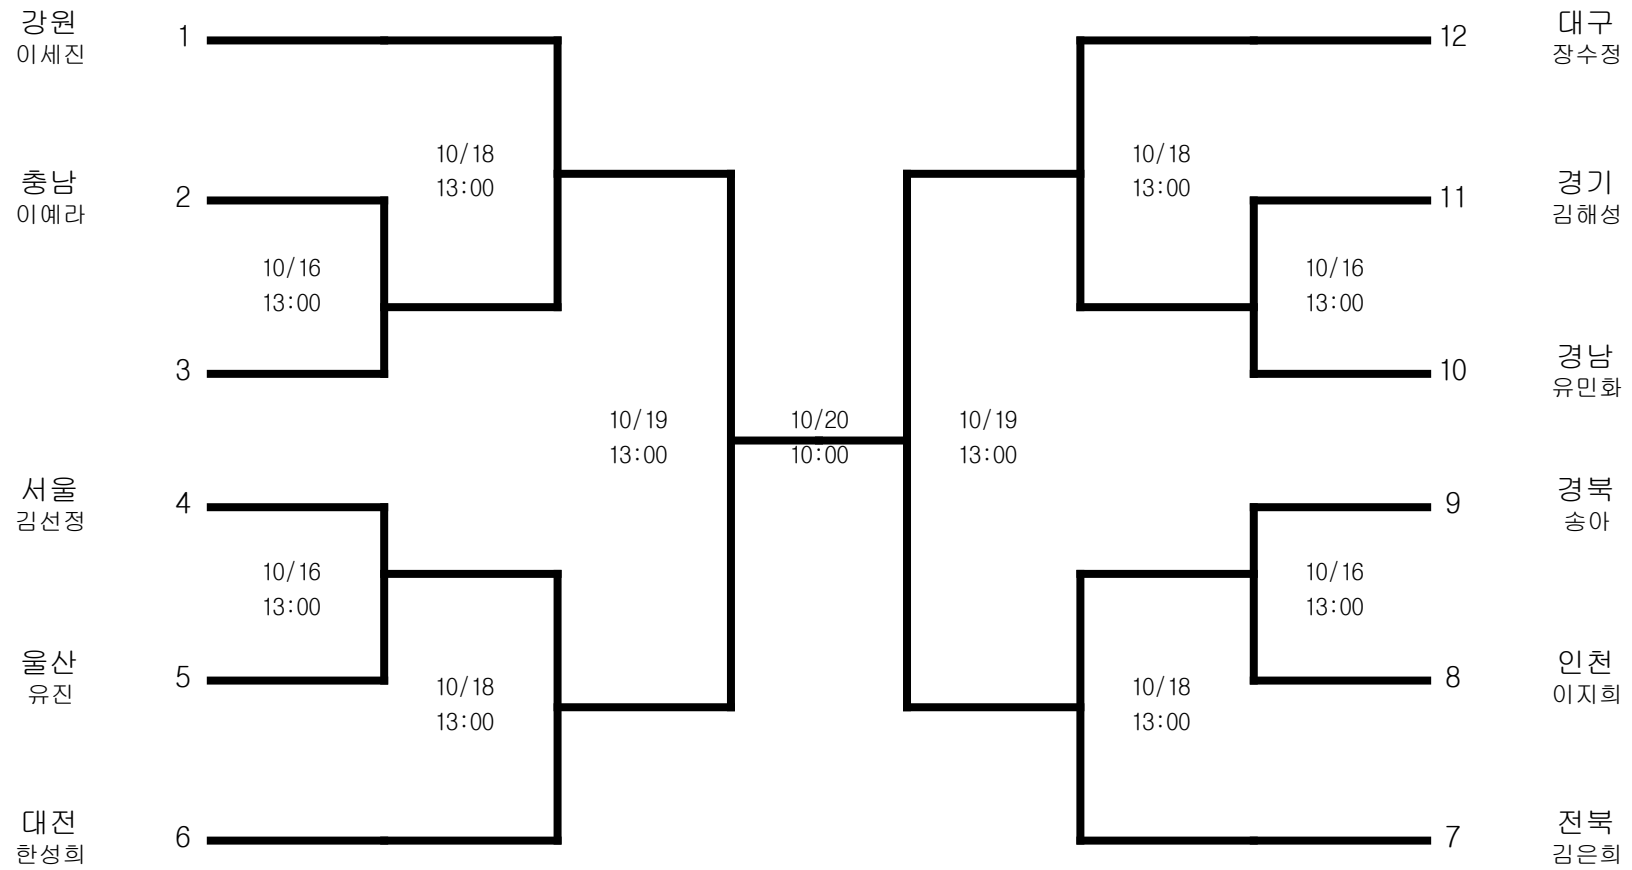 강원
이세진
1
12
대구
장수정
10/18
13:00
10/18
13:00
충남
이예라
2
11
경기
김해성
10/16
13:00
10/16
13:00
3
10
경남
유민화
10/19
13:00
10/20
10:00
10/19
13:00
서울
김선정
4
9
경북
송아
10/16
13:00
10/16
13:00
울산
유진
5
8
인천
이지희
10/18
13:00
10/18
13:00
대전
한성희
6
7
전북
김은희